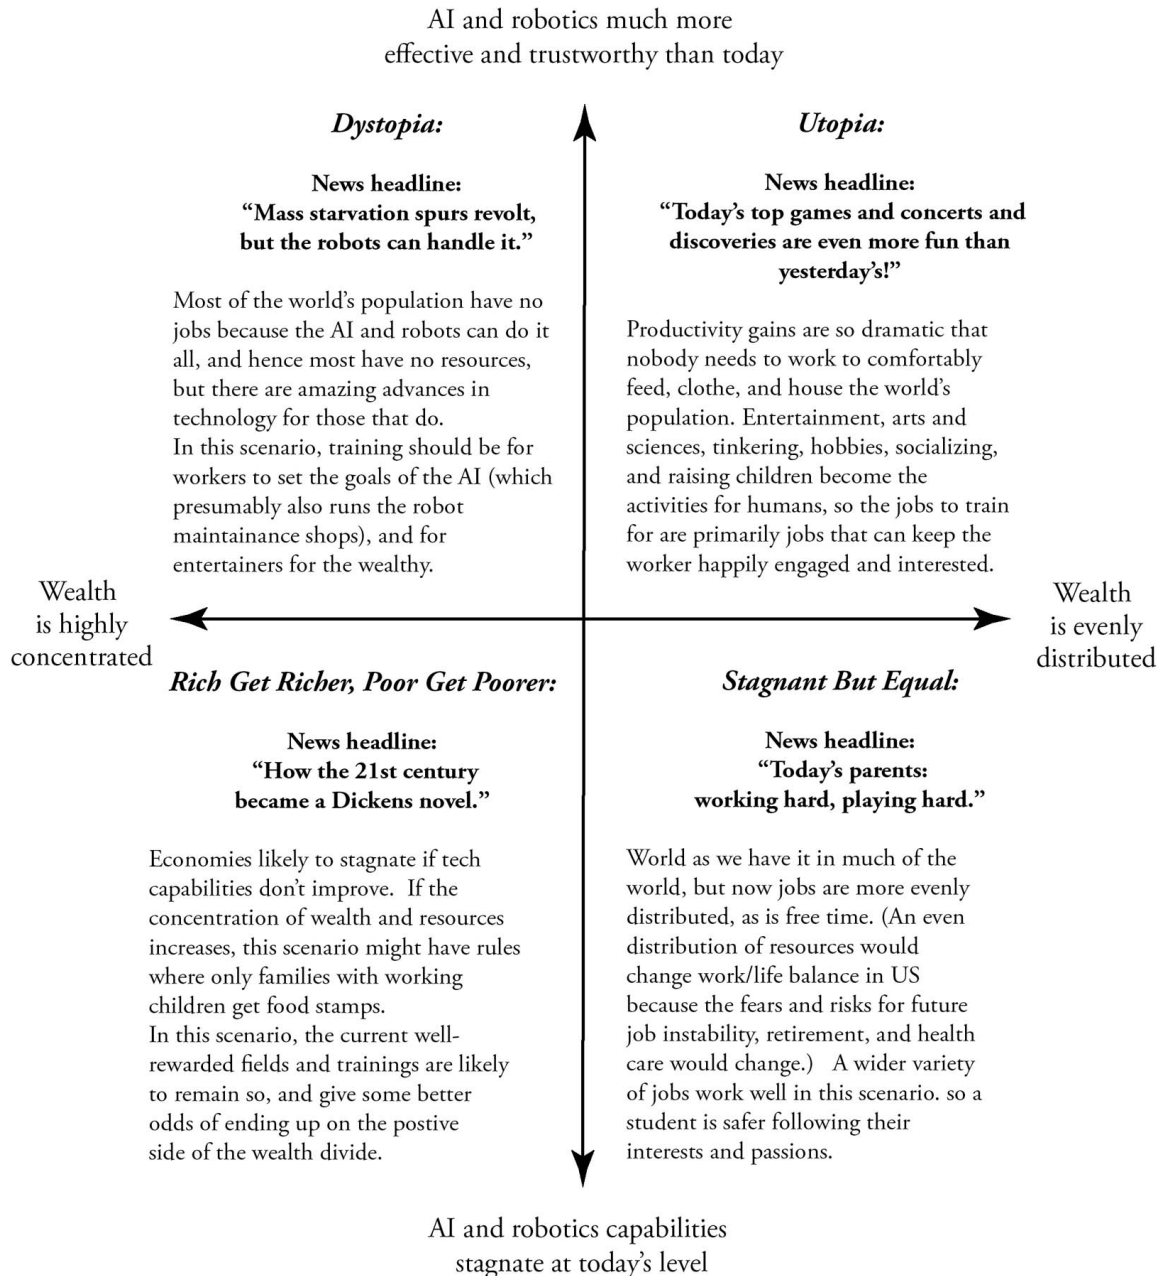 AI and robotics much more
effective and trustworthy than today
Dystopia:
News headline:
“Mass starvation spurs revolt,
but the robots can handle it.”
Most of the world’s population have no
jobs because the AI and robots can do it
all, and hence most have no resources,
but there are amazing advances in
technology for those that do.
In this scenario, training should be for
workers to set the goals of the AI (which
presumably also runs the robot
maintainance shops), and for
entertainers for the wealthy.
Utopia:
News headline:
“Today’s top games and concerts and
discoveries are even more fun than
yesterday’s!”
Productivity gains are so dramatic that
nobody needs to work to comfortably
feed, clothe, and house the world’s
population. Entertainment, arts and
sciences, tinkering, hobbies, socializing,
and raising children become the
activities for humans, so the jobs to train
for are primarily jobs that can keep the
worker happily engaged and interested.
Wealth
is highly
concentrated
Wealth
is evenly
distributed
Rich Get Richer, Poor Get Poorer:
News headline:
“How the 21st century
became a Dickens novel.”
Economies likely to stagnate if tech
capabilities don’t improve.  If the
concentration of wealth and resources
increases, this scenario might have rules
where only families with working
children get food stamps.
In this scenario, the current well-
rewarded fields and trainings are likely
to remain so, and give some better
odds of ending up on the postive
side of the wealth divide.
Stagnant But Equal:
News headline:
“Today’s parents:
working hard, playing hard.”
World as we have it in much of the
world, but now jobs are more evenly
distributed, as is free time. (An even
distribution of resources would
change work/life balance in US
because the fears and risks for future
job instability, retirement, and health
care would change.)   A wider variety
of jobs work well in this scenario. so a
student is safer following their
interests and passions.
AI and robotics capabilities
stagnate at today’s level